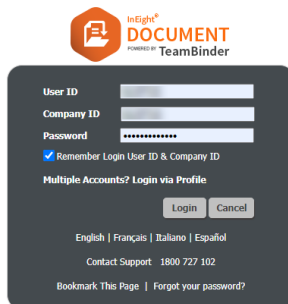 InEight®
DOCUMENT
POWERED BY TeamBinder
User ID
Company ID
Password
Remember Login User ID & Company ID
Multiple Accounts? Login via Profile
Login Cancel
English | Français | Italiano | Español
Contact Support 1800 727 102
Bookmark This Page | Forgot your password?